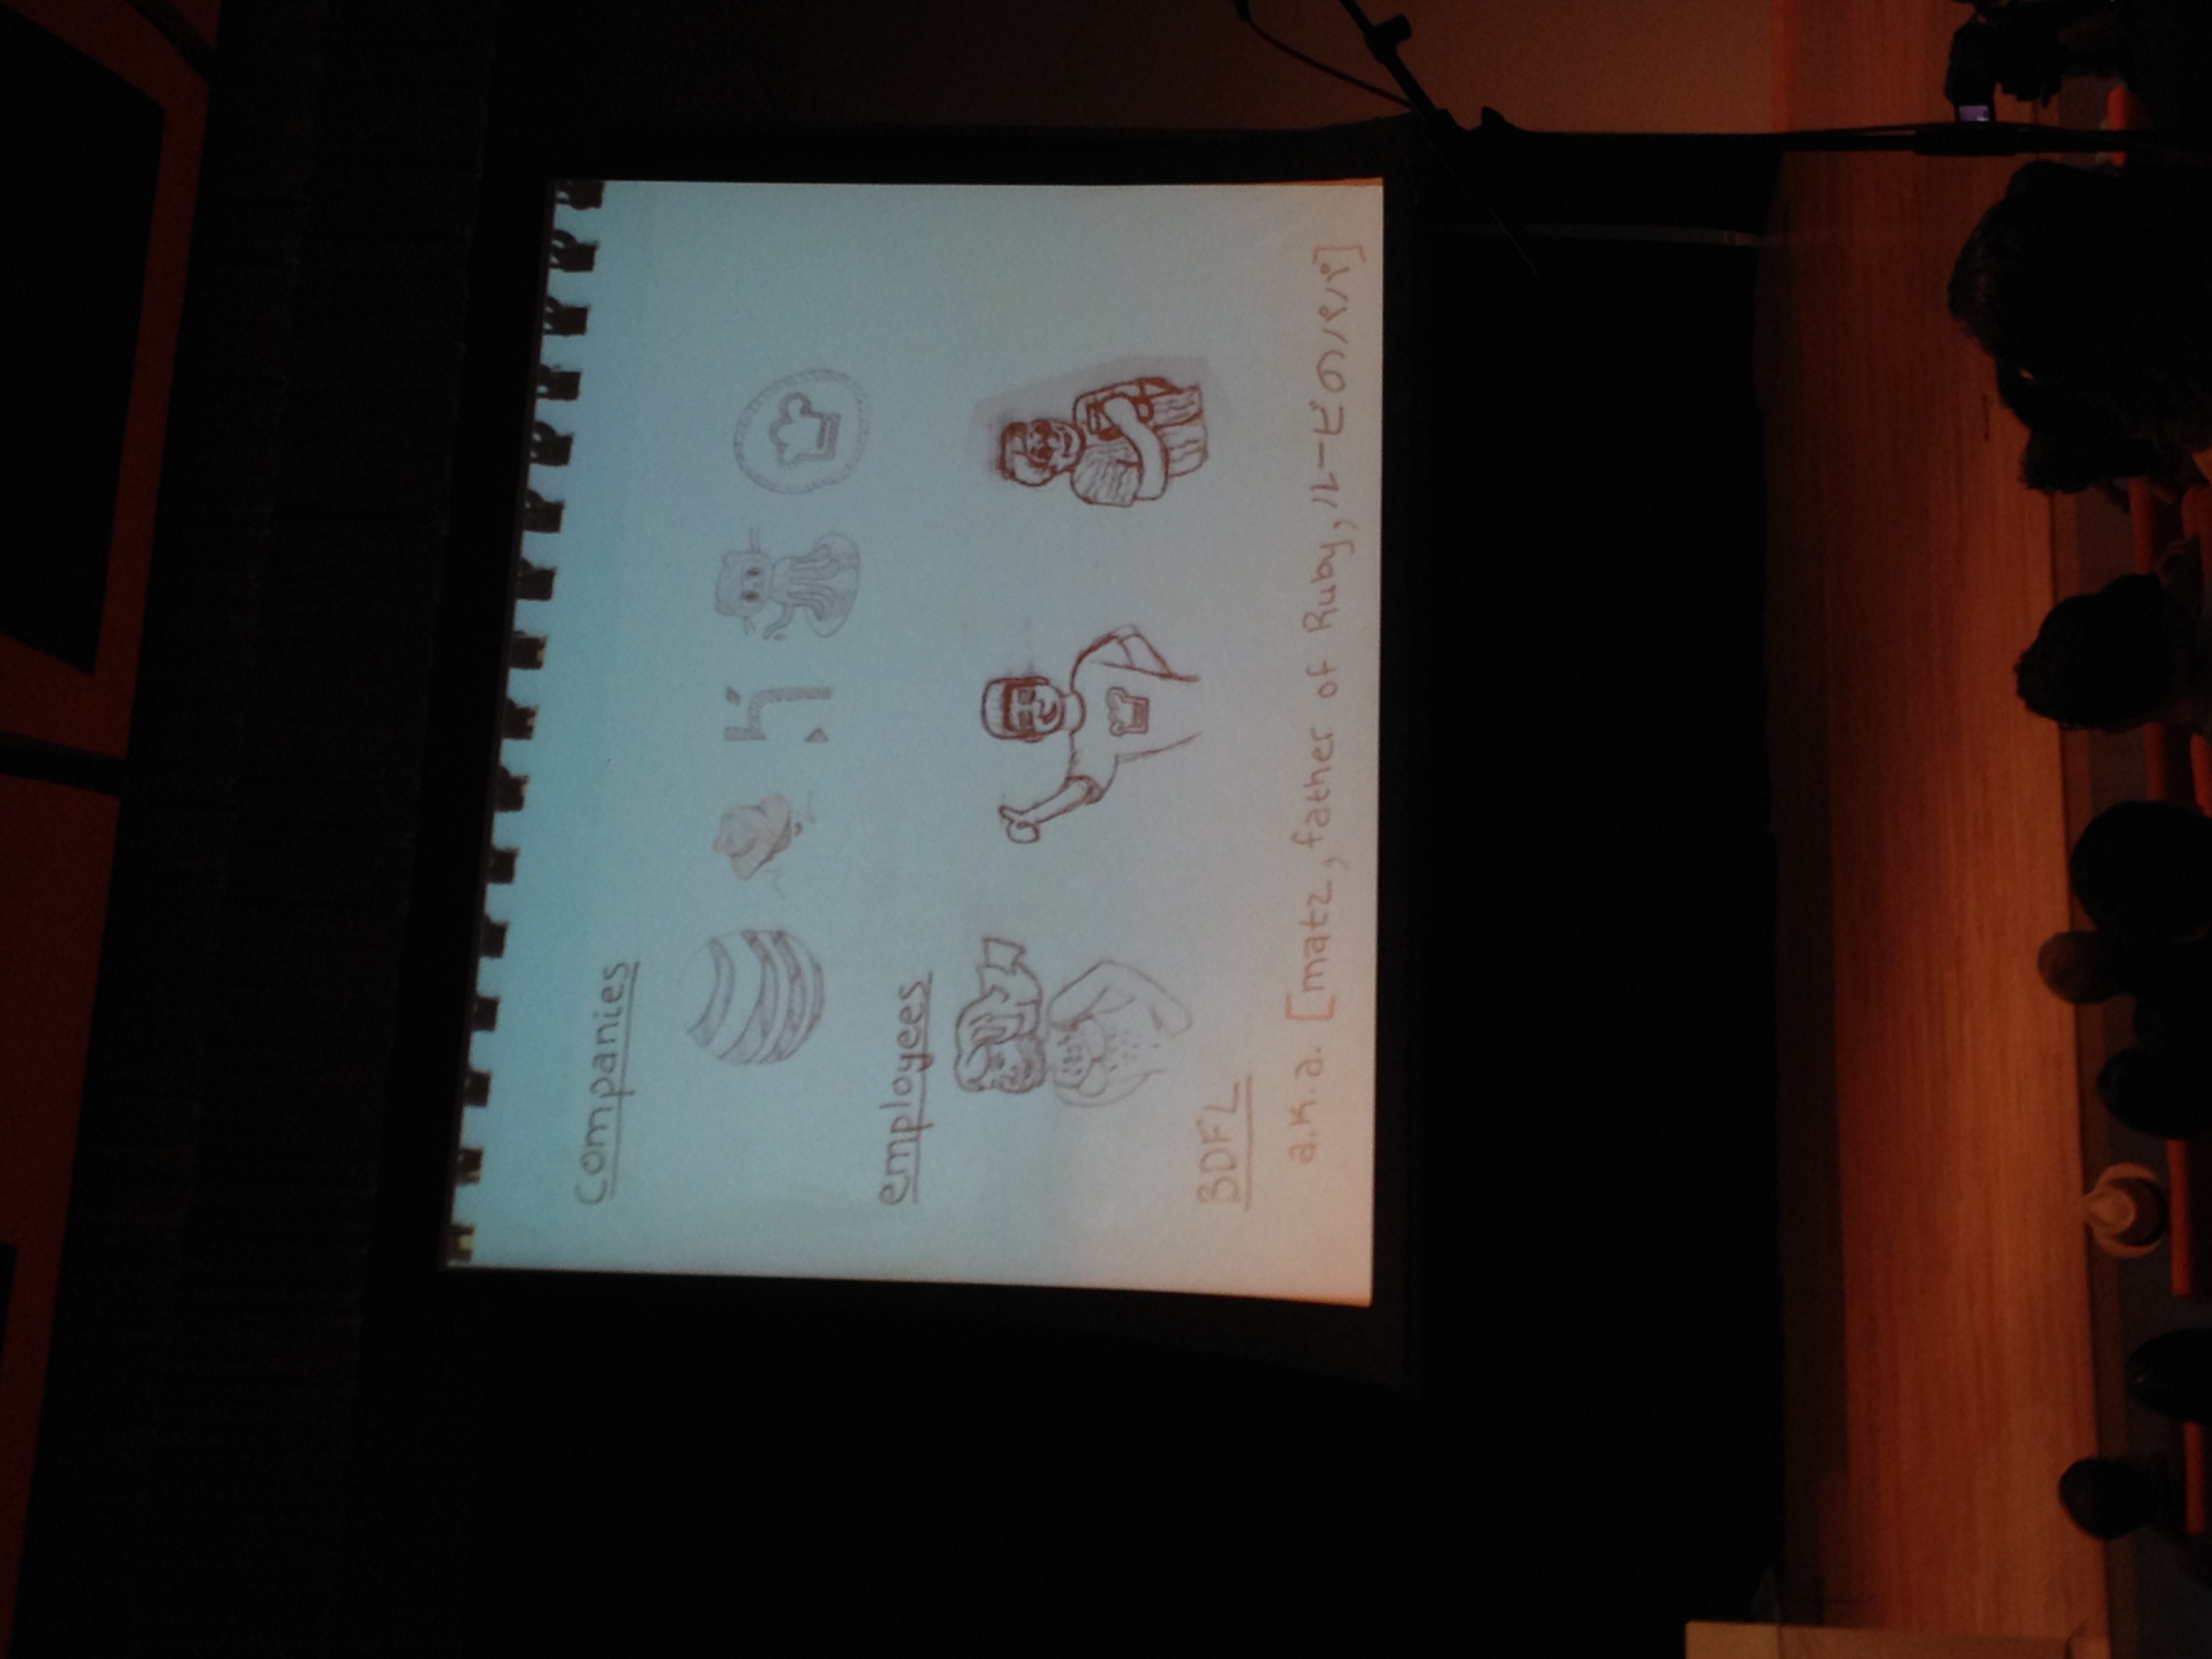 companies
employees
BDFL
a.k.a. [matz, father of Ruby, ルービのパパ]